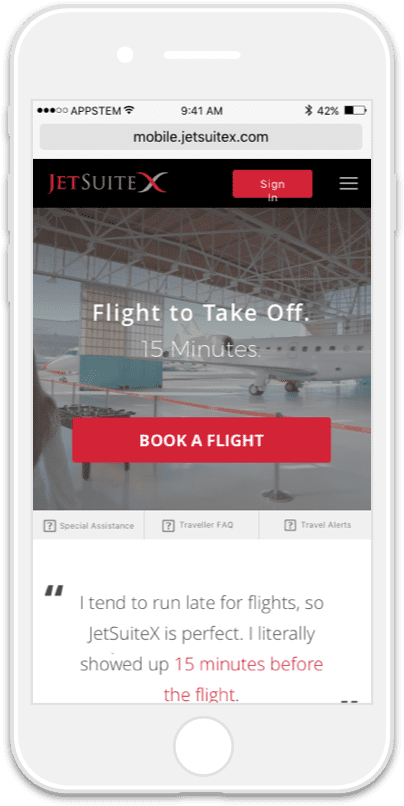 APPSTEM 9:41 AM 42%
mobile.jetsuitex.com
JETSUITEX
Sign
in
Flight to Take Off.
15 Minutes.
BOOK A FLIGHT
Special Assistance Traveller FAQ Travel Alerts
“
I tend to run late for flights, so
JetSuiteX is perfect. I literally
showed up 15 minutes before
the flight.
”